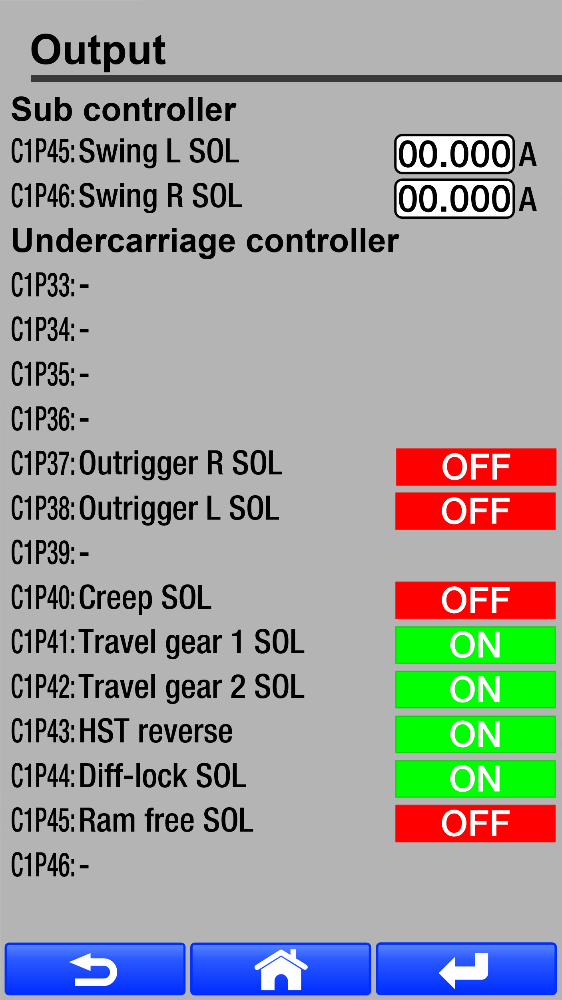 Output
Sub controller
C1P45: Swing L SOL 00.000 A
C1P46: Swing R SOL 00.000 A
Undercarriage controller
C1P33: -
C1P34: -
C1P35: -
C1P36: -
C1P37: Outrigger R SOL OFF
C1P38: Outrigger L SOL OFF
C1P39: -
C1P40: Creep SOL OFF
C1P41: Travel gear 1 SOL ON
C1P42: Travel gear 2 SOL ON
C1P43: HST reverse ON
C1P44: Diff-lock SOL ON
C1P45: Ram free SOL OFF
C1P46: -